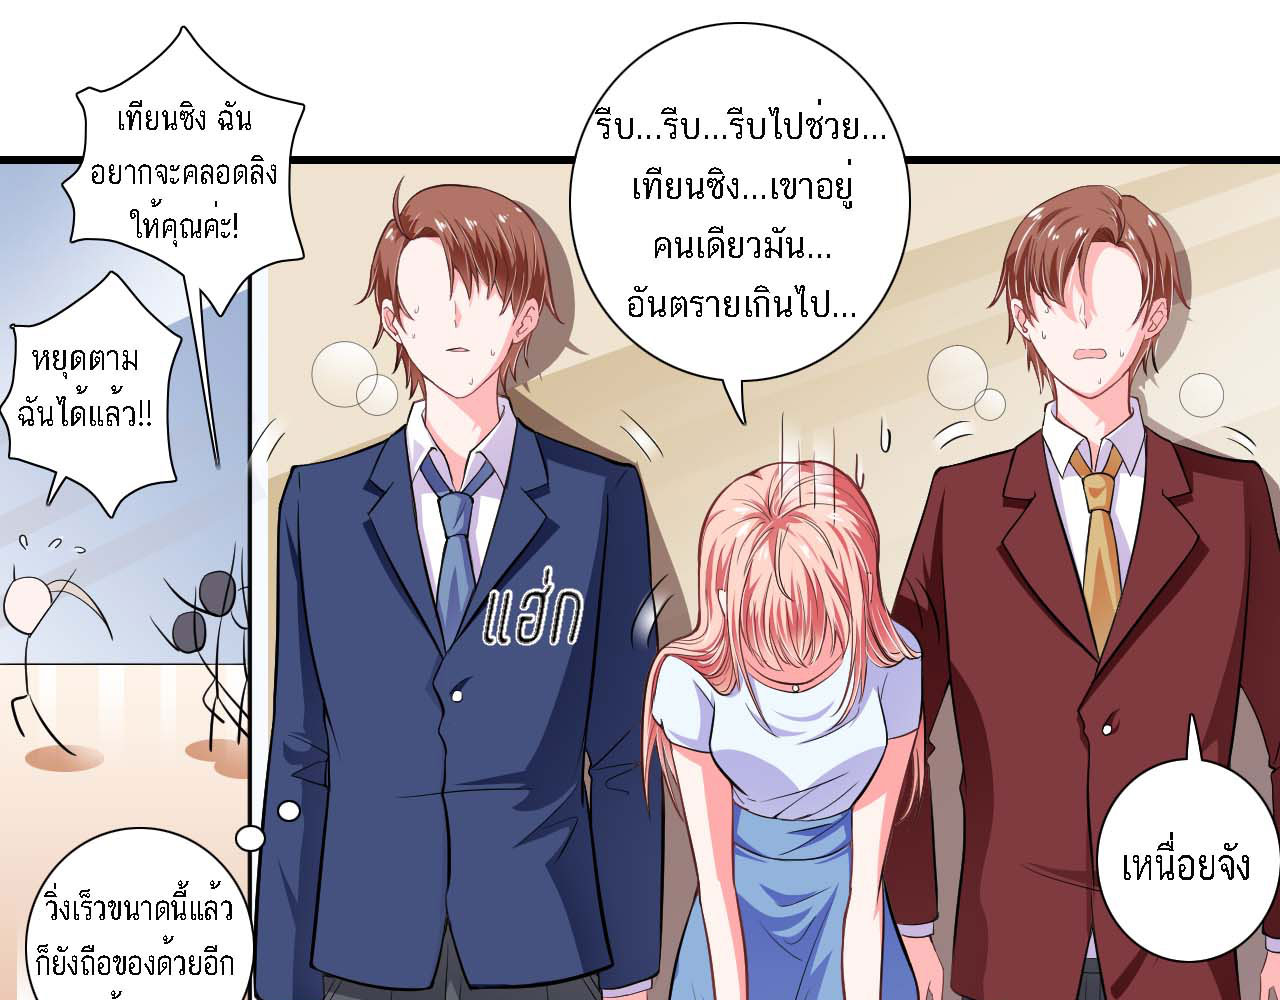 เทียนซิง ฉัน
อยากจะคลอดลิง
ให้คุณค่ะ!
หยุดตาม
ฉันได้แล้ว!!
รีบ...รีบ...รีบไปช่วย...
เทียนซิง...เขาอยู่
คนเดียวมัน...
อันตรายเกินไป...
แฮ่ก
เหนื่อยจัง
วิ่งเร็วขนาดนี้แล้ว
ก็ยังถือของด้วยอีก